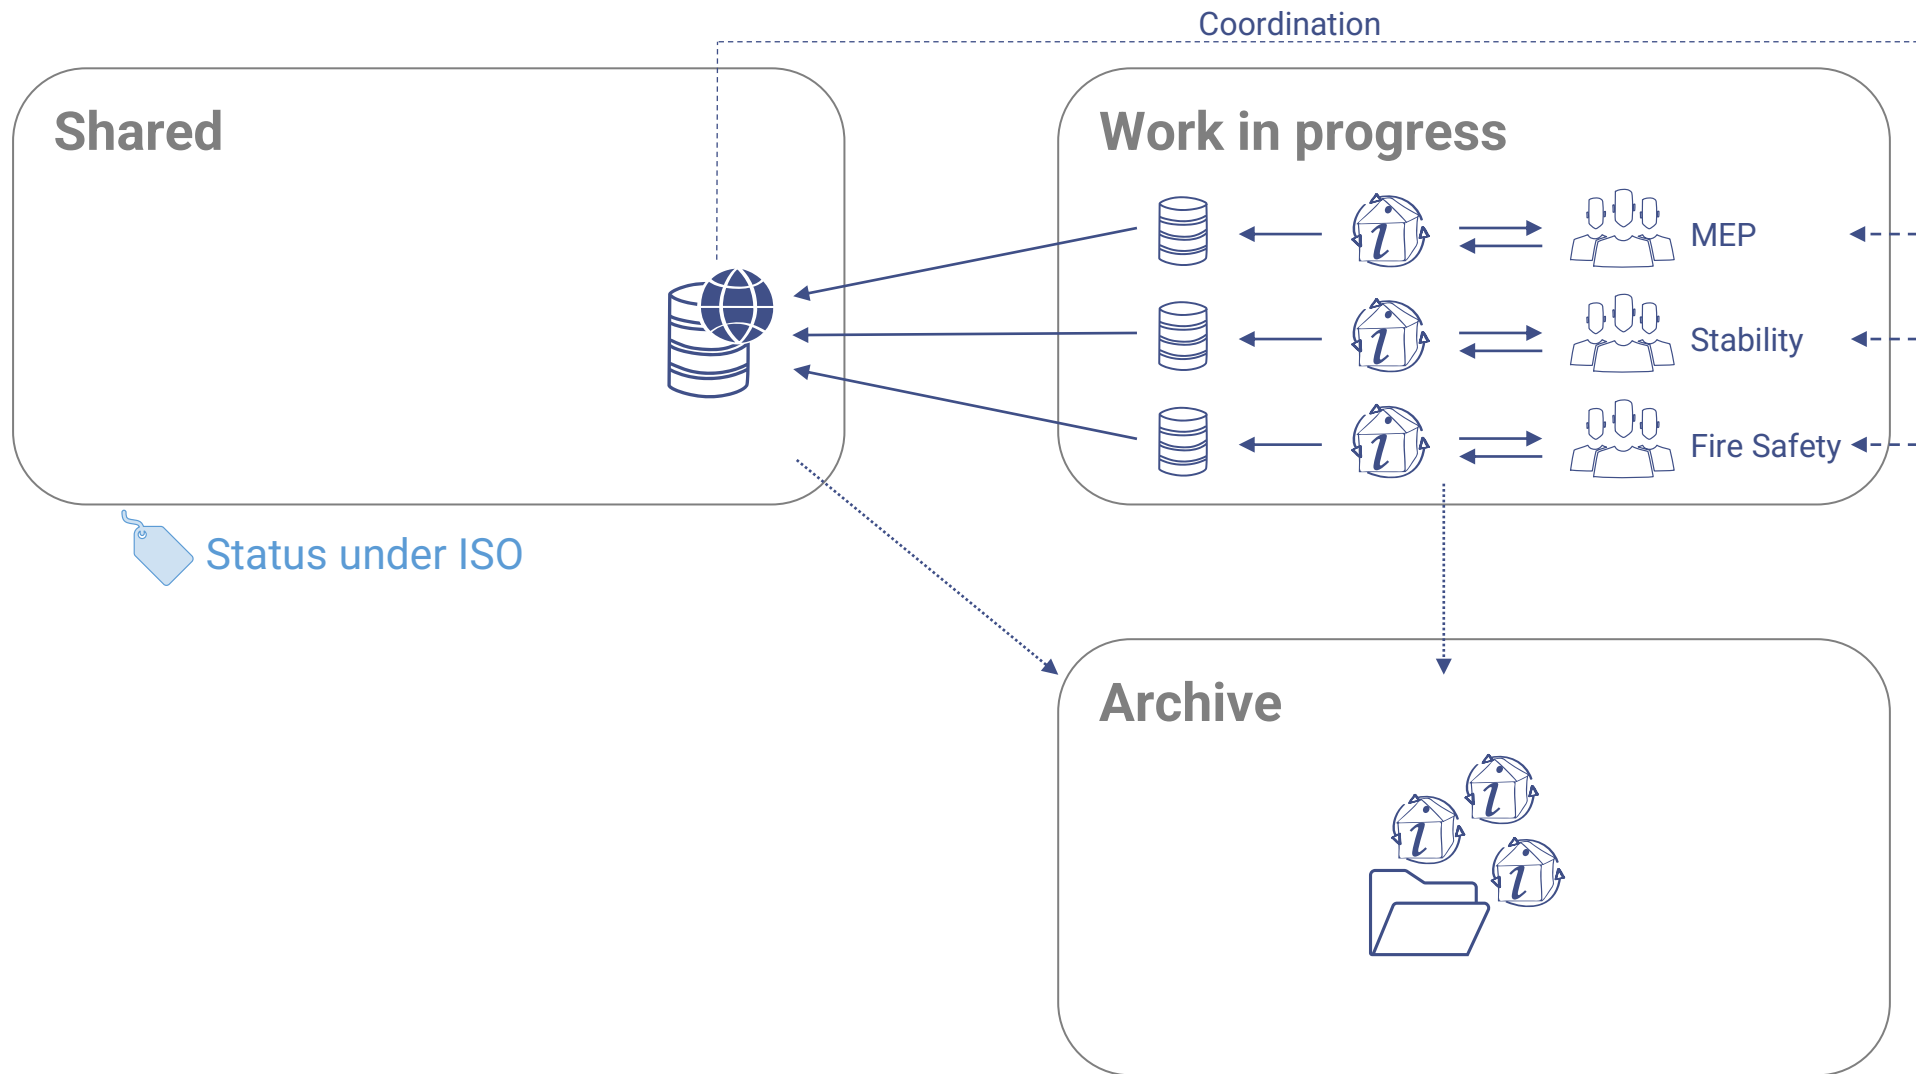 Coordination
Shared
Work in progress
MEP
Stability
Fire Safety
Status under ISO
Archive